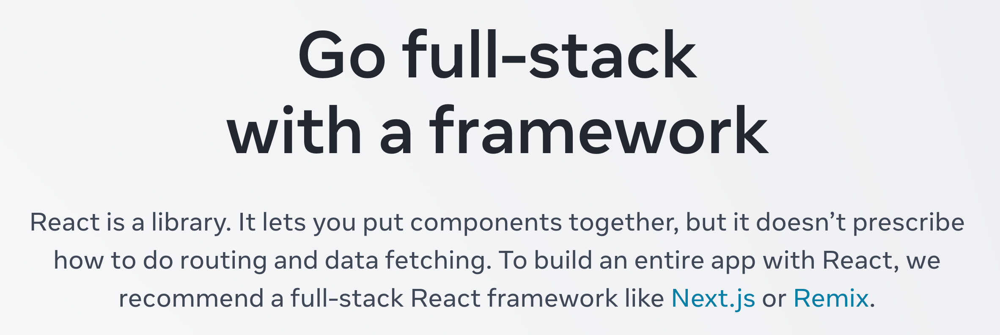 Go full-stack
with a framework
React is a library. It lets you put components together, but it doesn’t prescribe
how to do routing and data fetching. To build an entire app with React, we
recommend a full-stack React framework like Next.js or Remix.